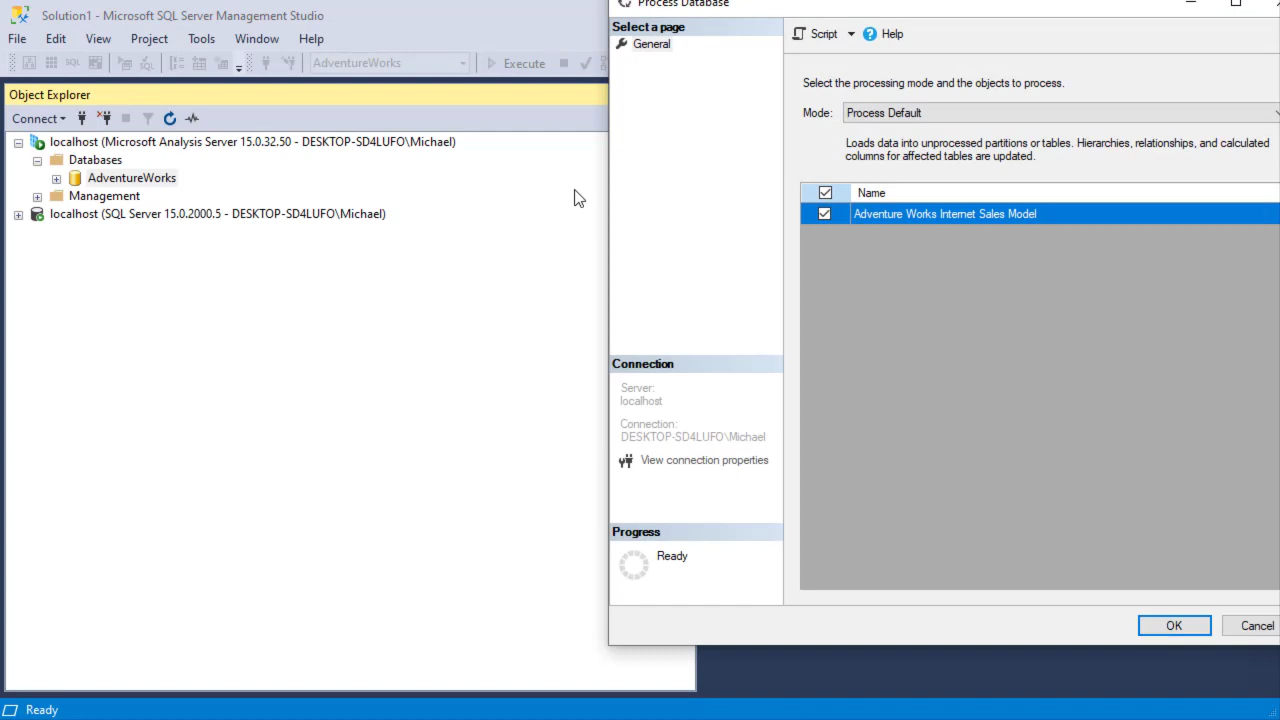 Solution1 - Microsoft SQL Server Management Studio
File Edit View Project Tools Window Help
AdventureWorks Execute
Object Explorer
Connect
localhost (Microsoft Analysis Server 15.0.32.50 - DESKTOP-SD4LUFO\Michael)
Databases
AdventureWorks
Management
localhost (SQL Server 15.0.2000.5 - DESKTOP-SD4LUFO\Michael)
Process Database
Select a page
General
Script Help
Select the processing mode and the objects to process.
Mode: Process Default
Loads data into unprocessed partitions or tables. Hierarchies, relationships, and calculated
columns for affected tables are updated.
Name
Adventure Works Internet Sales Model
Connection
Server:
localhost
Connection:
DESKTOP-SD4LUFO\Michael
View connection properties
Progress
Ready
OK Cancel
Ready